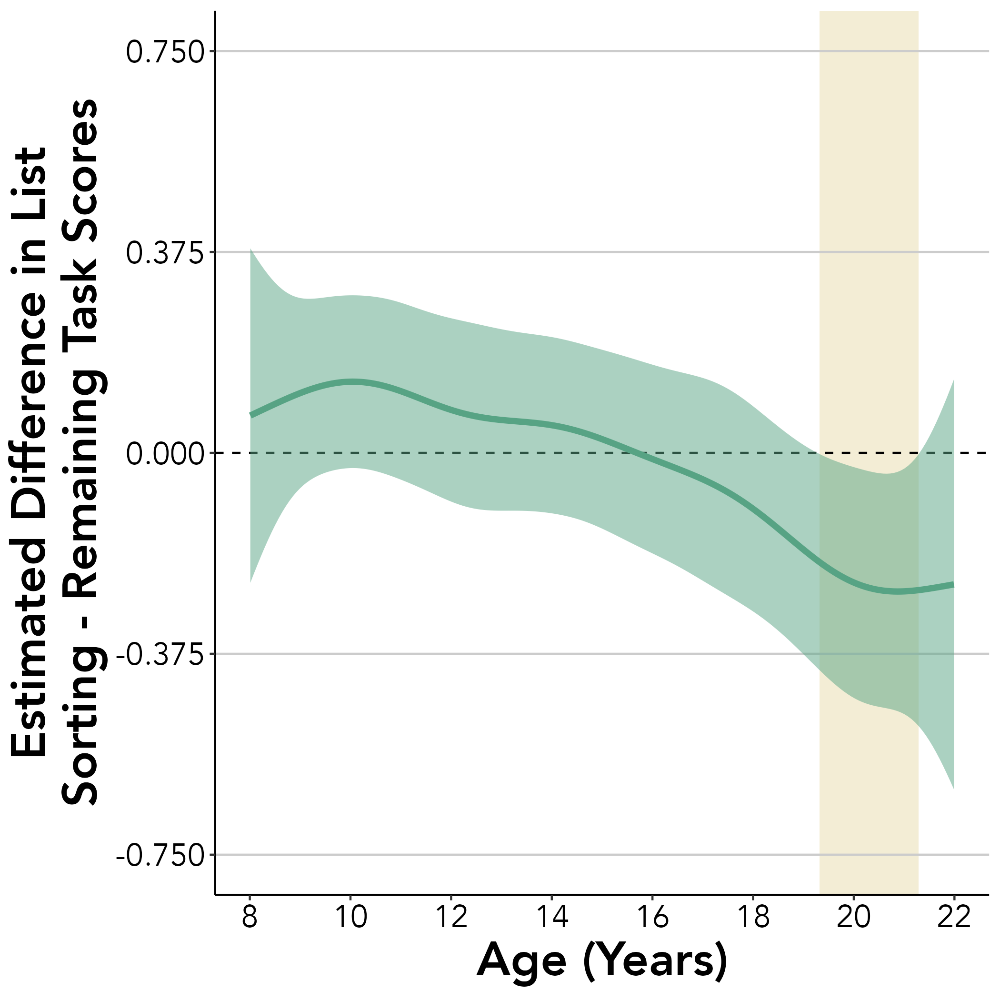 Estimated Difference in List
Sorting - Remaining Task Scores
0.750
0.375
0.000
-0.375
-0.750
8 10 12 14 16 18 20 22
Age (Years)